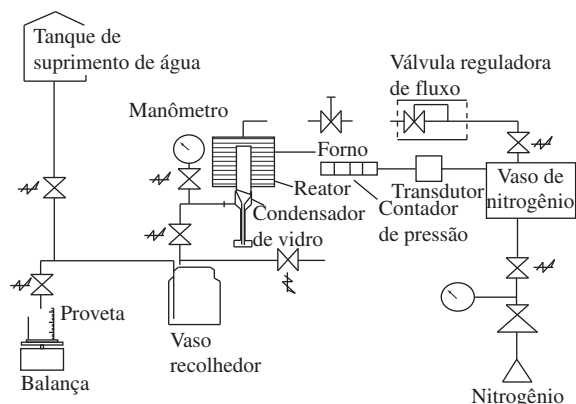 Tanque de
suprimento de água
Válvula reguladora
de fluxo
Manômetro
Forno
Reator
Condensador
de vidro
Transdutor
Contador
de pressão
Vaso de
nitrogênio
Proveta
Balança
Vaso
recolhedor
Nitrogênio